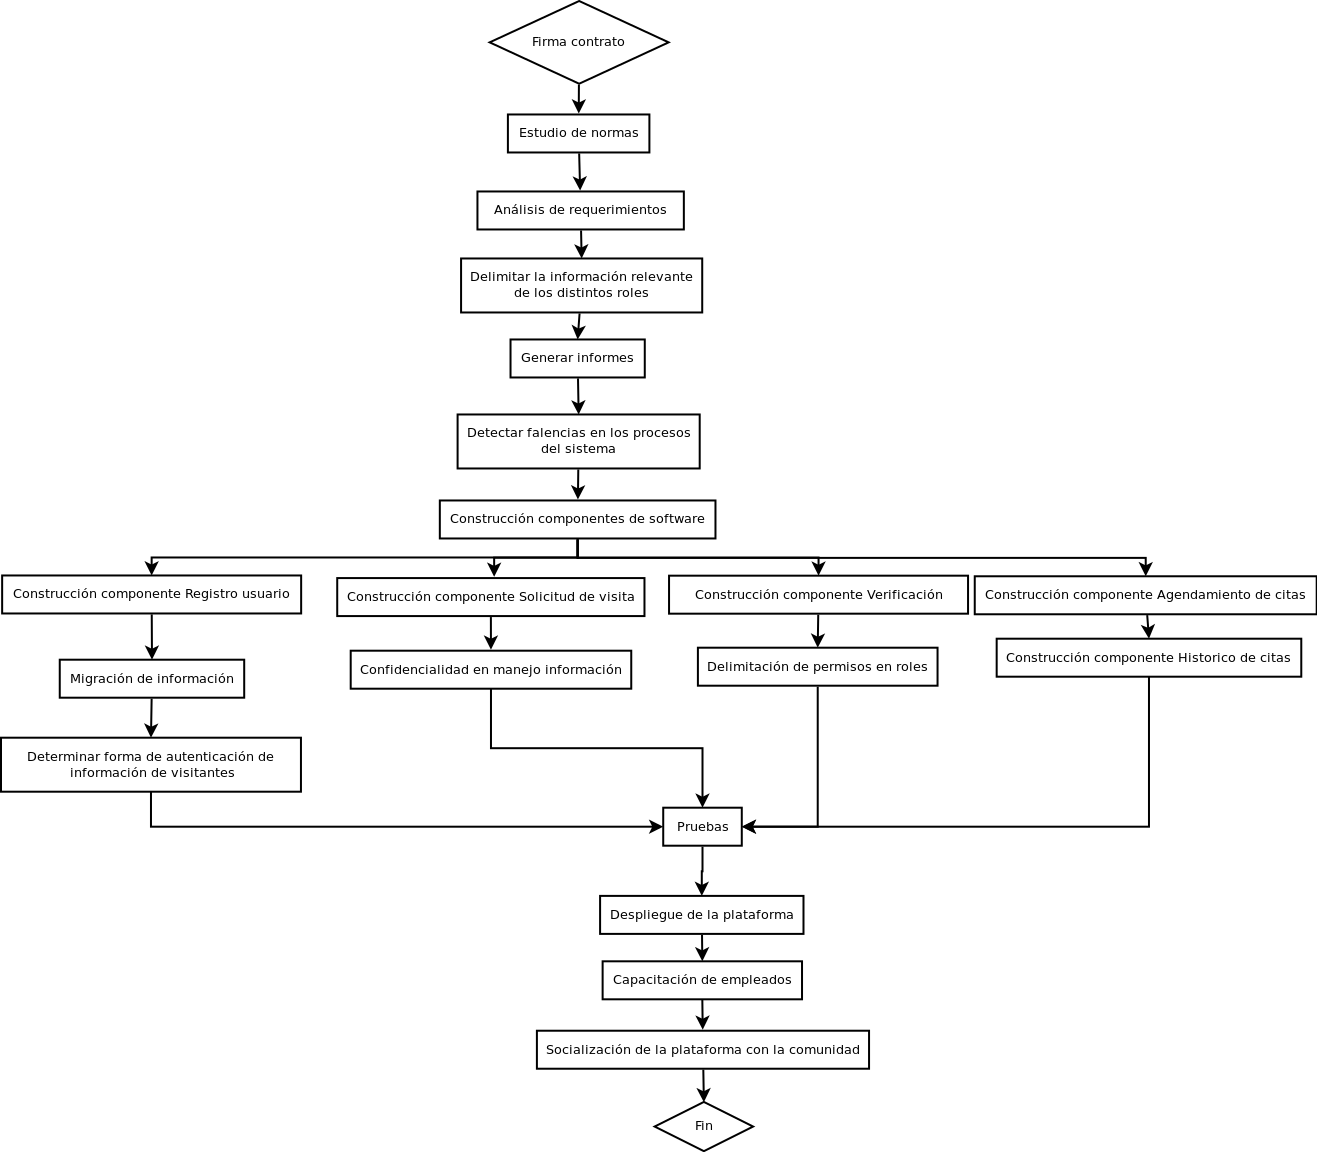 Firma contrato
Estudio de normas
Análisis de requerimientos
Delimitar la información relevante
de los distintos roles
Generar informes
Detectar falencias en los procesos
del sistema
Construcción componentes de software
Construcción componente Registro usuario
Construcción componente Solicitud de visita
Construcción componente Verificación
Construcción componente Agendamiento de citas
Migración de información
Confidencialidad en manejo información
Delimitación de permisos en roles
Construcción componente Historico de citas
Determinar forma de autenticación de
información de visitantes
Pruebas
Despliegue de la plataforma
Capacitación de empleados
Socialización de la plataforma con la comunidad
Fin